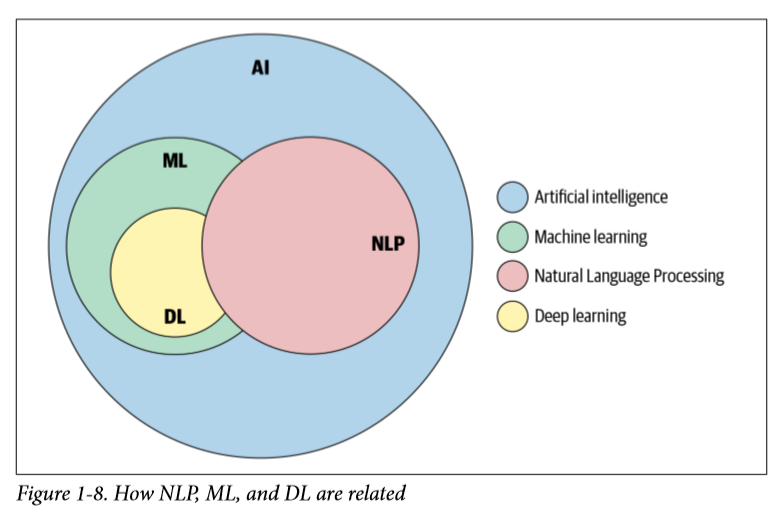 AI
ML
NLP
DL
Artificial intelligence
Machine learning
Natural Language Processing
Deep learning
Figure 1-8. How NLP, ML, and DL are related